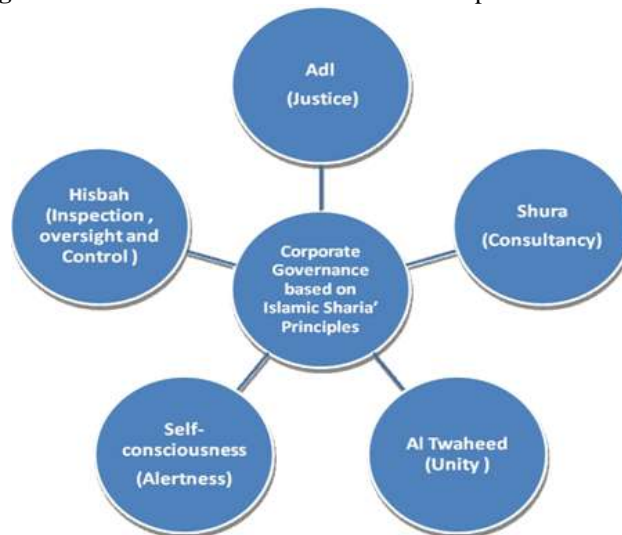 Adl
(Justice)
Hisbah
(Inspection ,
oversight and
Control )
Shura
(Consultancy)
Corporate
Governance
based on
Islamic Sharia'
Principles
Self-
consciousness
(Alertness)
Al Twaheed
(Unity )